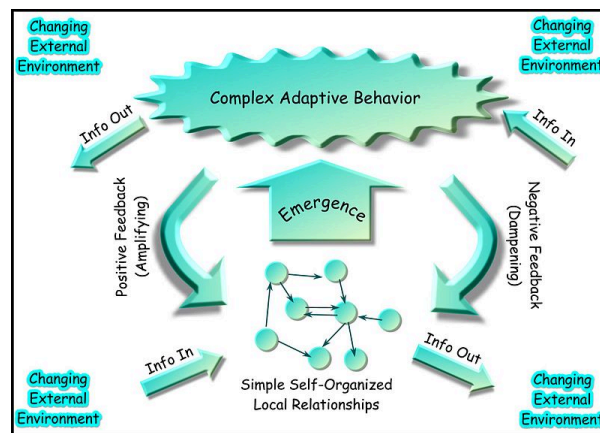 Changing
External
Environment
Changing
External
Environment
Complex Adaptive Behavior
Info Out
Info In
Positive Feedback
(Amplifying)
Emergence
Negative Feedback
(Dampening)
Info In
Info Out
Simple Self-Organized
Local Relationships
Changing
External
Environment
Changing
External
Environment